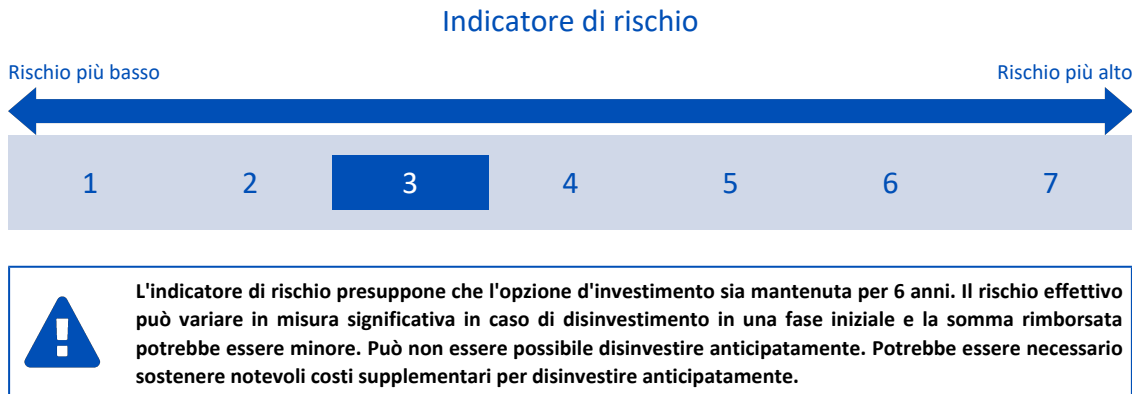 Indicatore di rischio
Rischio più basso Rischio più alto
1 2 3 4 5 6 7
L'indicatore di rischio presuppone che l'opzione d'investimento sia mantenuta per 6 anni. Il rischio effettivo
può variare in misura significativa in caso di disinvestimento in una fase iniziale e la somma rimborsata
potrebbe essere minore. Può non essere possibile disinvestire anticipatamente. Potrebbe essere necessario
sostenere notevoli costi supplementari per disinvestire anticipatamente.